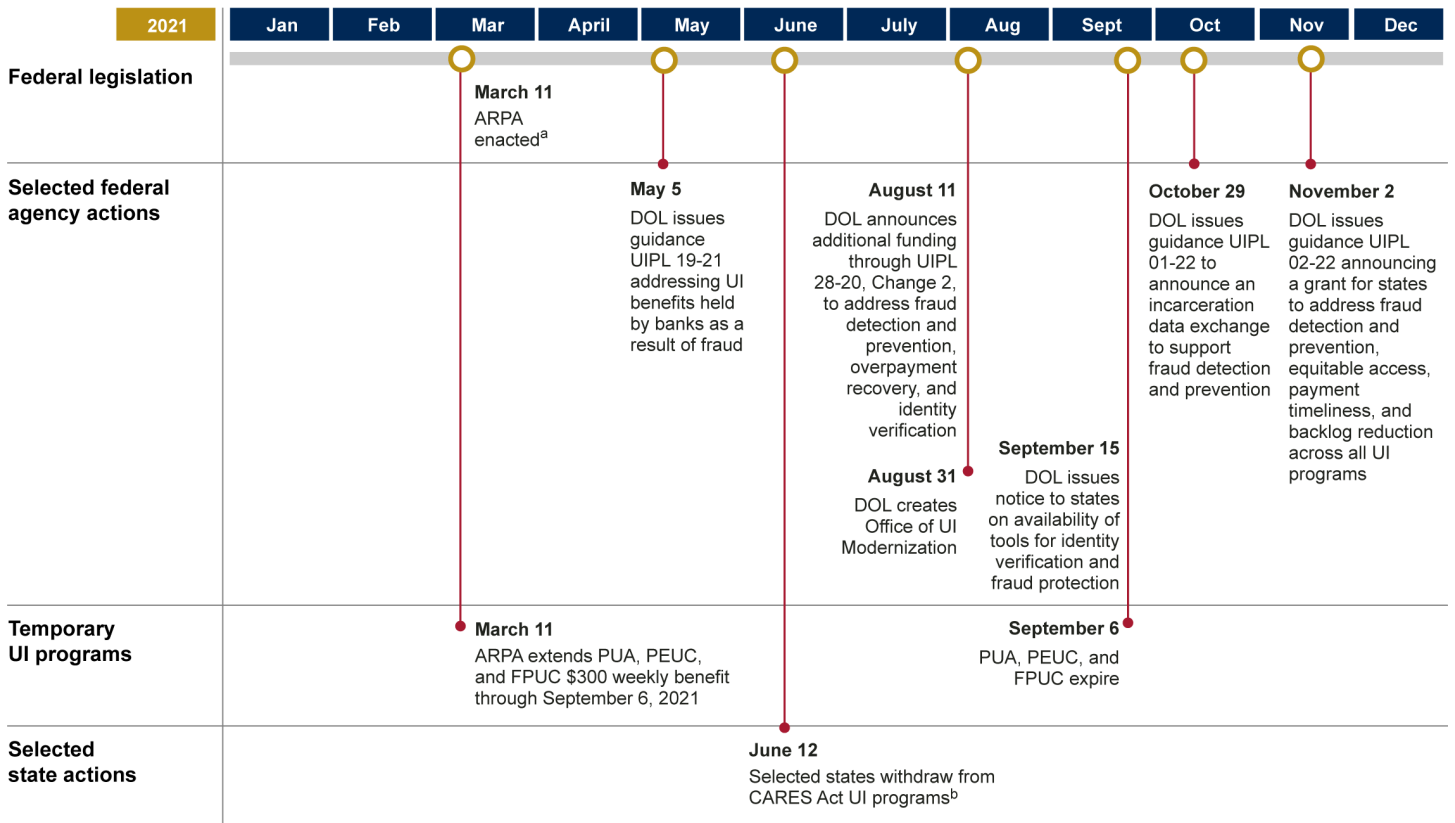 2021
Jan
Feb
Mar
April
May
June
July
Aug
Sept
Oct
Nov
Dec
Federal legislation
March 11
ARPA
enactedᵃ
Selected federal
agency actions
May 5
DOL issues
guidance
UIPL 19-21
addressing UI
benefits held
by banks as a
result of fraud
August 11
DOL announces
additional funding
through UIPL
28-20, Change 2,
to address fraud
detection and
prevention,
overpayment
recovery, and
identity
verification
August 31
DOL creates
Office of UI
Modernization
September 15
DOL issues
notice to states
on availability of
tools for identity
verification and
fraud protection
October 29
DOL issues
guidance UIPL
01-22 to
announce an
incarceration
data exchange
to support
fraud detection
and prevention
November 2
DOL issues
guidance UIPL
02-22 announcing
a grant for states
to address fraud
detection and
prevention,
equitable access,
payment
timeliness, and
backlog reduction
across all UI
programs
Temporary
UI programs
March 11
ARPA extends PUA, PEUC,
and FPUC $300 weekly benefit
through September 6, 2021
September 6
PUA, PEUC, and
FPUC expire
Selected
state actions
June 12
Selected states withdraw from
CARES Act UI programsᵇ